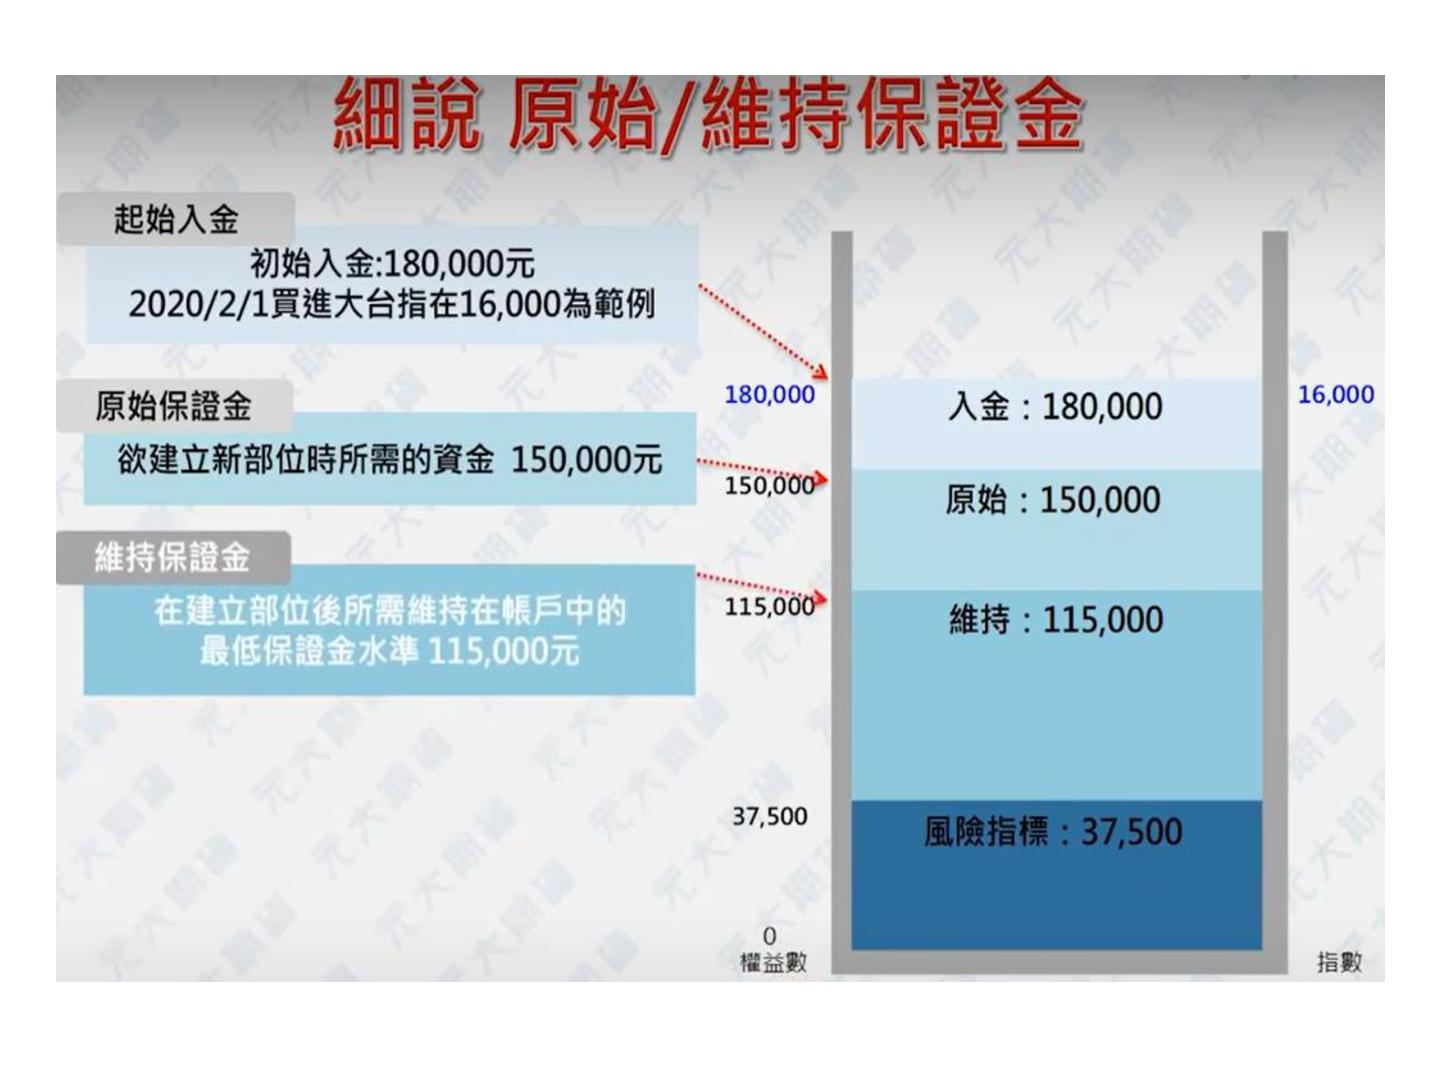 細說 原始/維持保證金
起始入金
初始入金:180,000元
2020/2/1買進大台指在16,000為範例
原始保證金
欲建立新部位時所需的資金 150,000元
維持保證金
在建立部位後所需維持在帳戶中的
最低保證金水準 115,000元
180,000
入金：180,000
16,000
150,000
原始：150,000
115,000
維持：115,000
37,500
風險指標：37,500
0
權益數
指數
元大期貨